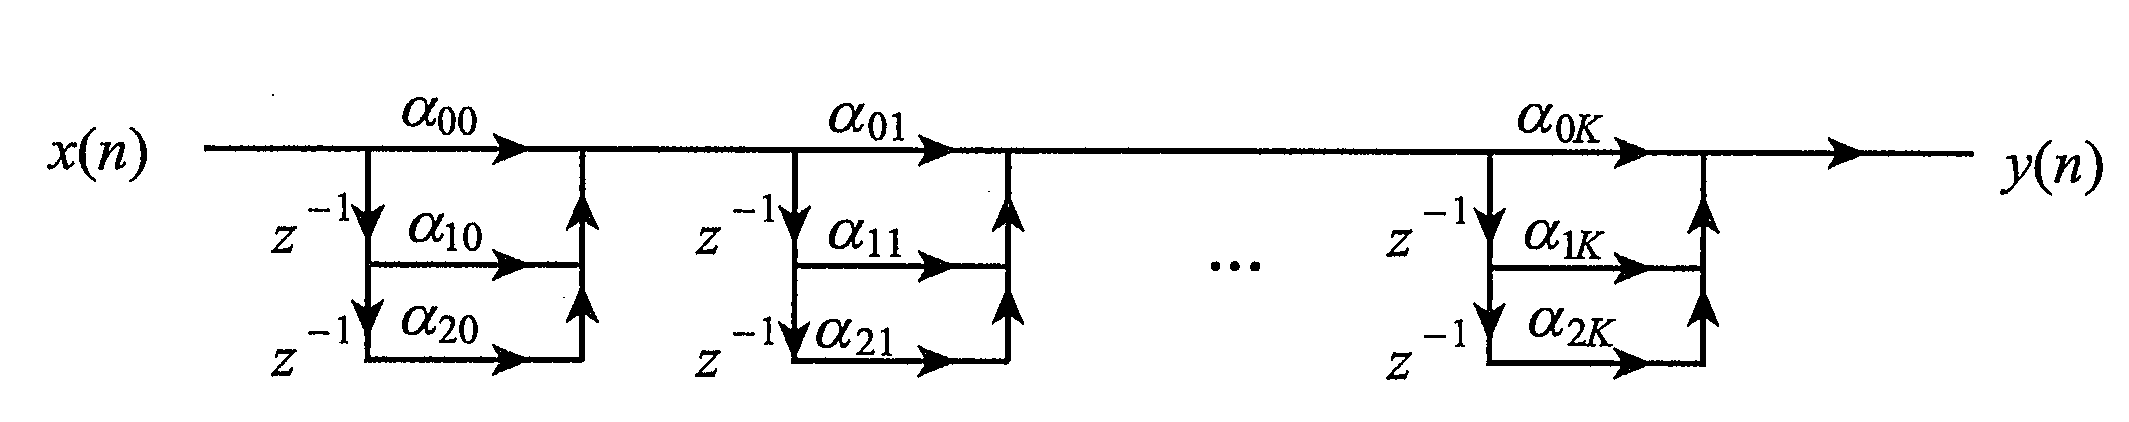 α₀₀ α₀₁ α₀K
x(n) y(n)
z⁻¹ α₁₀ z⁻¹ α₁₁ z⁻¹ α₁K
...
z⁻¹ α₂₀ z⁻¹ α₂₁ z⁻¹ α₂K